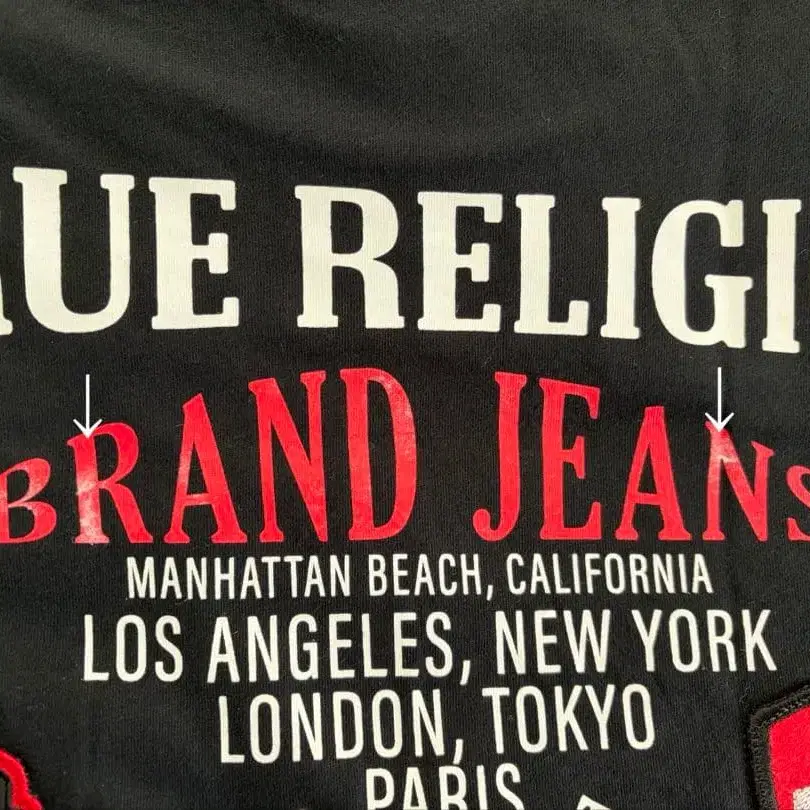 RUE RELIGI
BRAND JEANS
MANHATTAN BEACH, CALIFORNIA
LOS ANGELES, NEW YORK
LONDON, TOKYO
PARIS